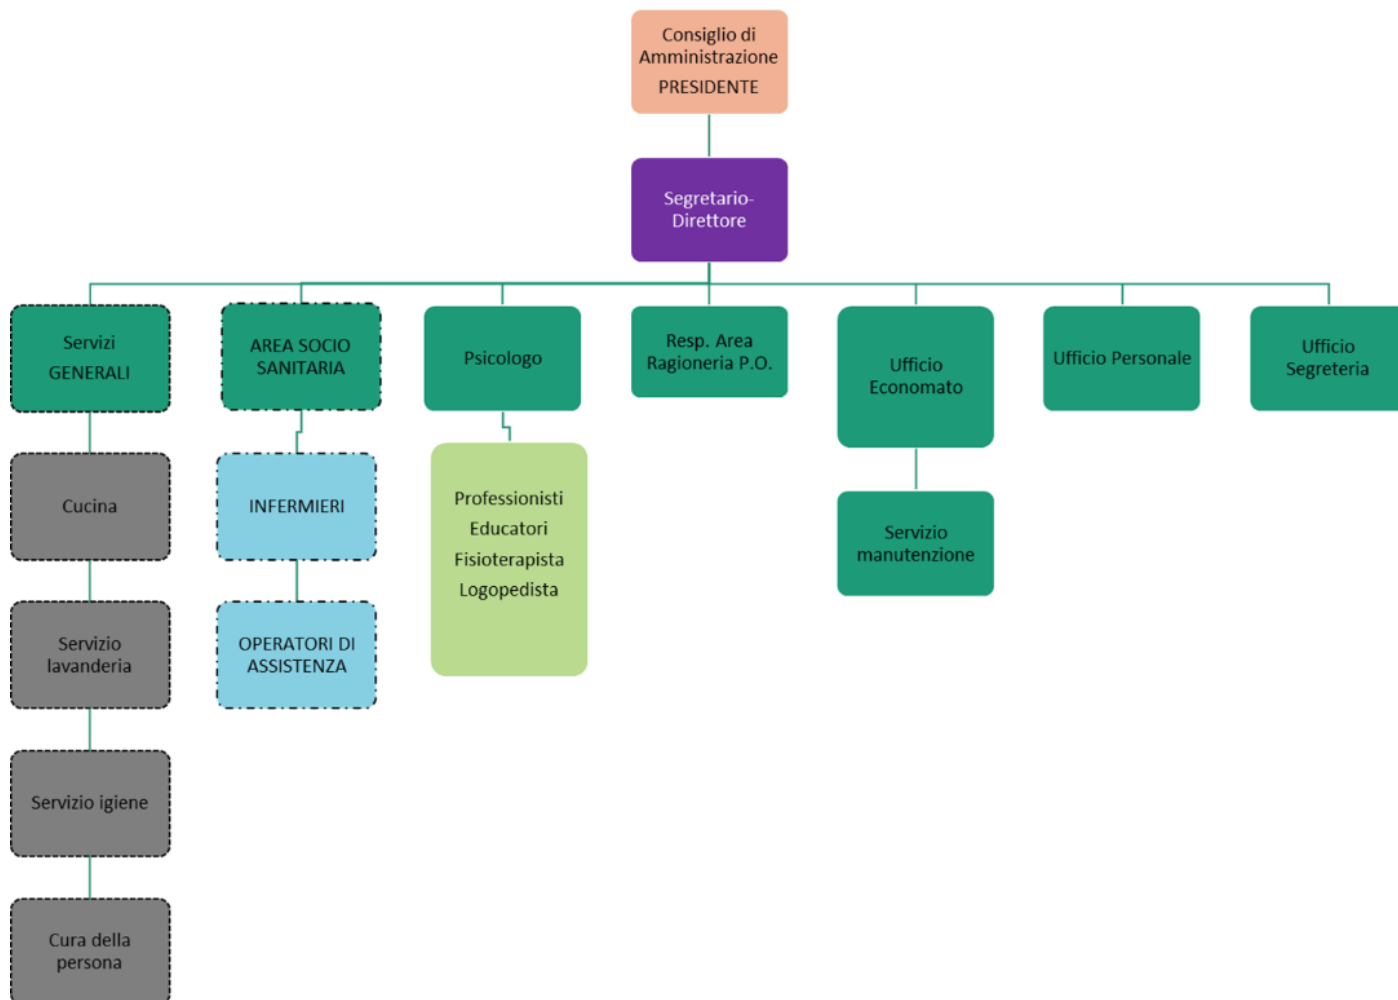 Consiglio di
Amministrazione
PRESIDENTE
Segretario-
Direttore
Servizi
GENERALI
AREA SOCIO
SANITARIA
Psicologo
Resp. Area
Ragioneria P.O.
Ufficio
Economato
Ufficio Personale
Ufficio
Segreteria
Cucina
INFERMIERI
Professionisti
Educatori
Fisioterapista
Logopedista
Servizio
manutenzione
Servizio
lavanderia
OPERATORI DI
ASSISTENZA
Servizio igiene
Cura della
persona